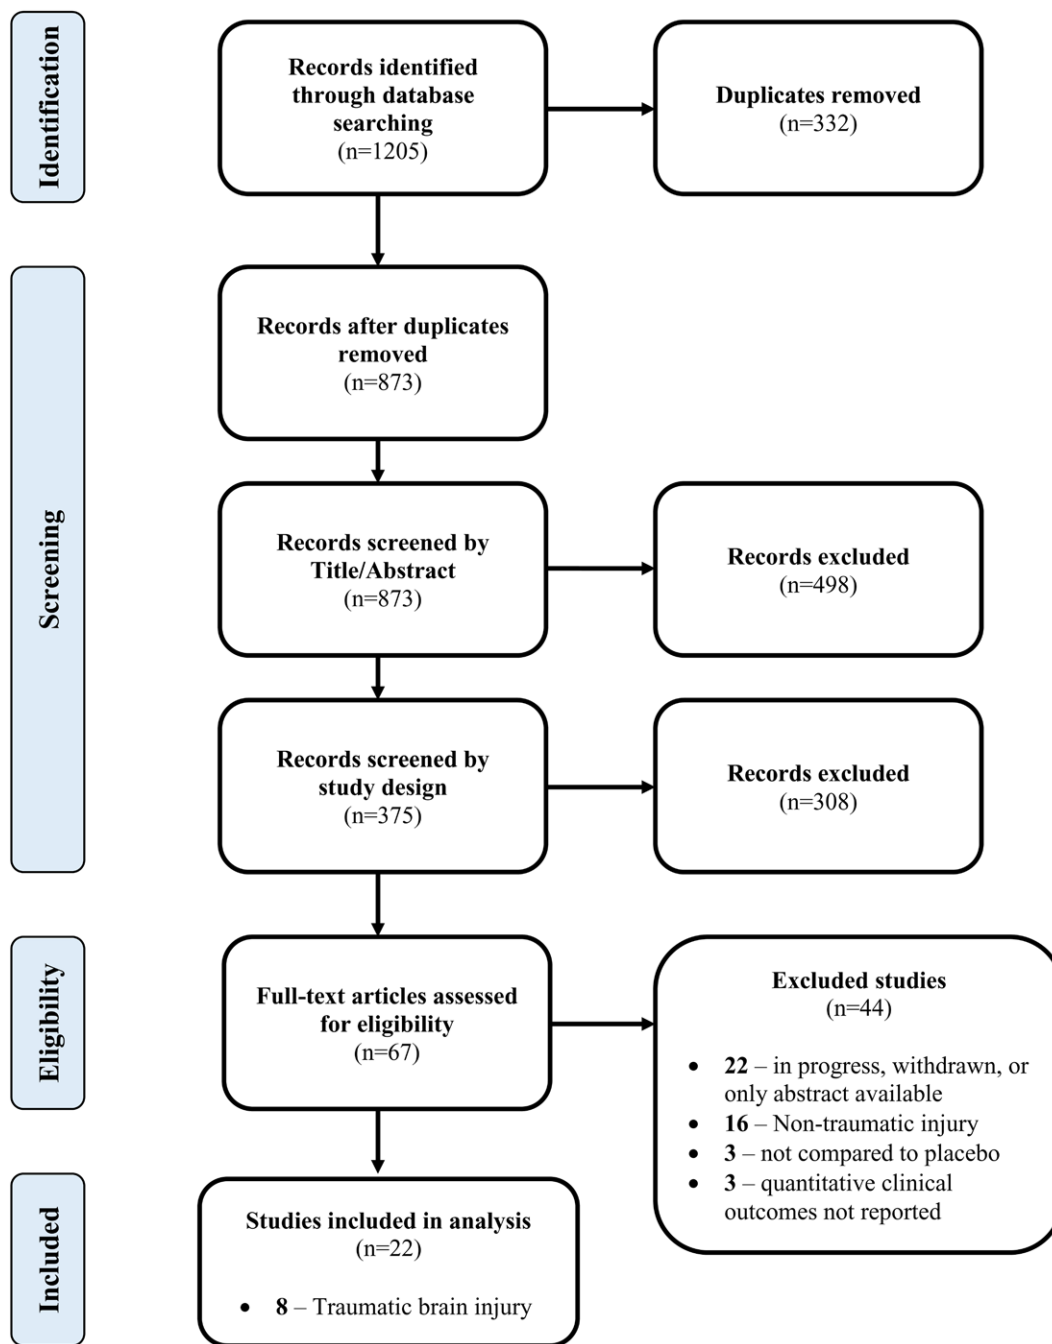 Identification
Records identified
through database
searching
(n=1205)
Duplicates removed
(n=332)
Screening
Records after duplicates
removed
(n=873)
Records screened by
Title/Abstract
(n=873)
Records excluded
(n=498)
Records screened by
study design
(n=375)
Records excluded
(n=308)
Eligibility
Full-text articles assessed
for eligibility
(n=67)
Excluded studies
(n=44)
• 22 – in progress, withdrawn, or
only abstract available
• 16 – Non-traumatic injury
• 3 – not compared to placebo
• 3 – quantitative clinical
outcomes not reported
Included
Studies included in analysis
(n=22)
• 8 – Traumatic brain injury